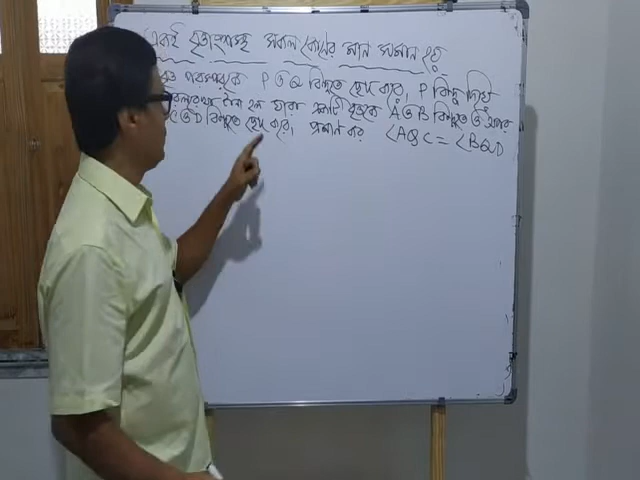 একই বৃত্তাংশস্থ সকল কোণের মান সমান হয়
পরস্পরকে P ও Q বিন্দুতে ছেদ করে, P বিন্দু দিয়ে
টানা হল যারা একটি বৃত্তকে A ও B বিন্দুতে ও অপর
C ও D বিন্দুতে ছেদ করে, প্রমাণ কর ∠AQC = ∠BQD